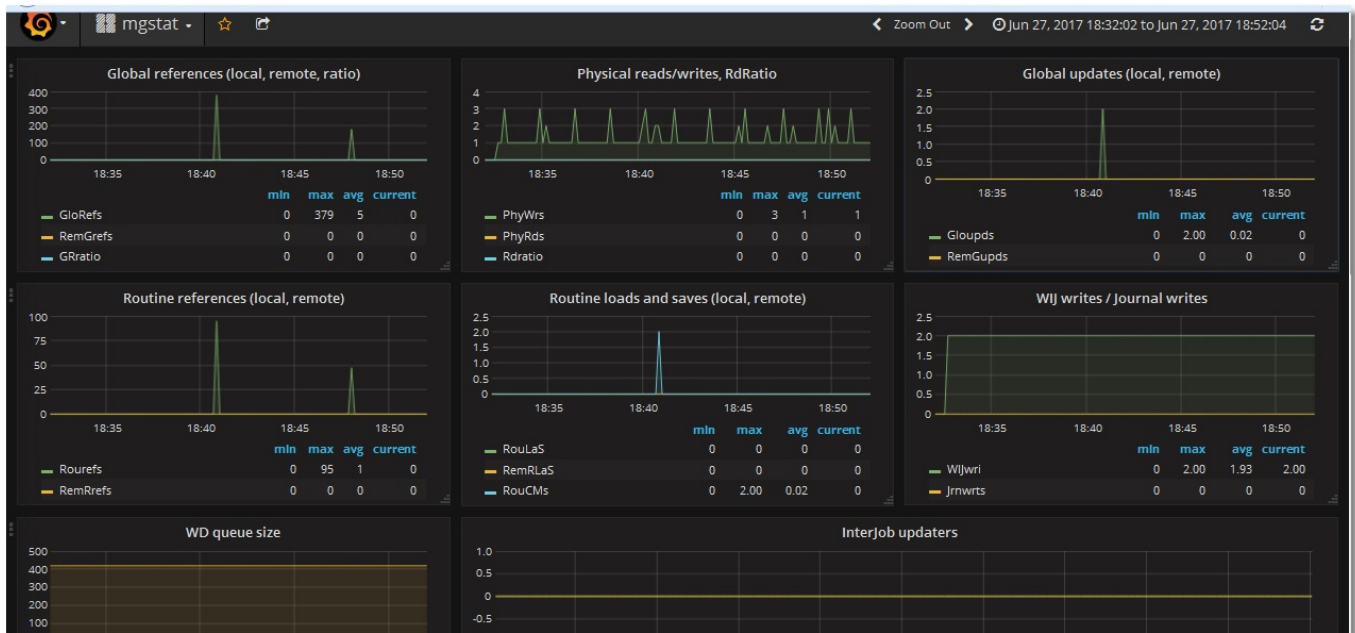 mgstat
Zoom Out
Jun 27, 2017 18:32:02 to Jun 27, 2017 18:52:04
Global references (local, remote, ratio)
400
300
200
100
0
18:35 18:40 18:45 18:50
min max avg current
GloRefs 0 379 5 0
RemGrefs 0 0 0 0
GRratio 0 0 0 0
Physical reads/writes, RdRatio
4
3
2
1
0
18:35 18:40 18:45 18:50
min max avg current
PhyWrs 0 3 1 1
PhyRds 0 0 0 0
Rdratio 0 0 0 0
Global updates (local, remote)
2.5
2.0
1.5
1.0
0.5
0
18:35 18:40 18:45 18:50
min max avg current
Gloupds 0 2.00 0.02 0
RemGupds 0 0 0 0
Routine references (local, remote)
100
75
50
25
0
18:35 18:40 18:45 18:50
min max avg current
Rourefs 0 95 1 0
RemRrefs 0 0 0 0
Routine loads and saves (local, remote)
2.5
2.0
1.5
1.0
0.5
0
18:35 18:40 18:45 18:50
min max avg current
RouLaS 0 0 0 0
RemRLaS 0 0 0 0
RouCMs 0 2.00 0.02 0
WIJ writes / Journal writes
2.5
2.0
1.5
1.0
0.5
0
18:35 18:40 18:45 18:50
min max avg current
WIJwri 0 2.00 1.93 2.00
Jrnwrts 0 0 0 0
WD queue size
500
400
300
200
100
InterJob updaters
1.0
0.5
0
-0.5